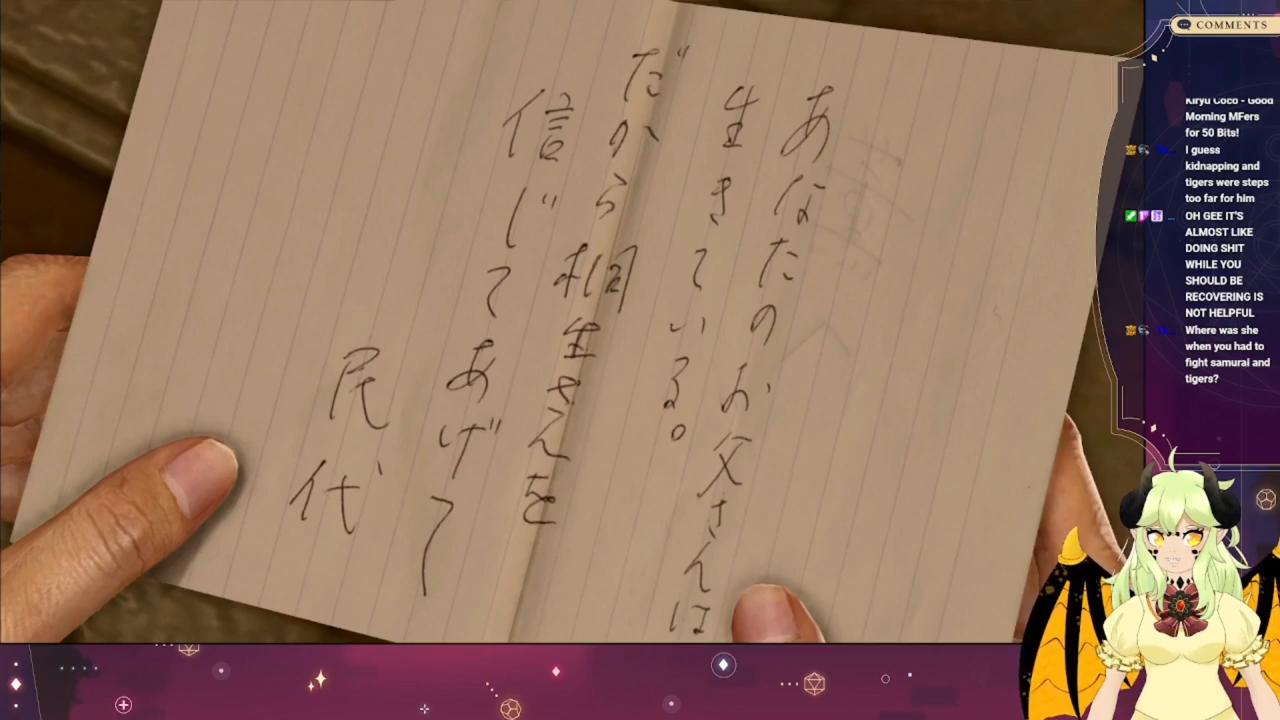 あなたのお父さんは
生きている。
だから桐生さんを
信じてあげて
民代
COMMENTS
Kiryu Coco - Good
Morning MFers
for 50 Bits!
I guess
kidnapping and
tigers were steps
too far for him
OH GEE IT'S
ALMOST LIKE
DOING SHIT
WHILE YOU
SHOULD BE
RECOVERING IS
NOT HELPFUL
Where was she
when you had to
fight samurai and
tigers?